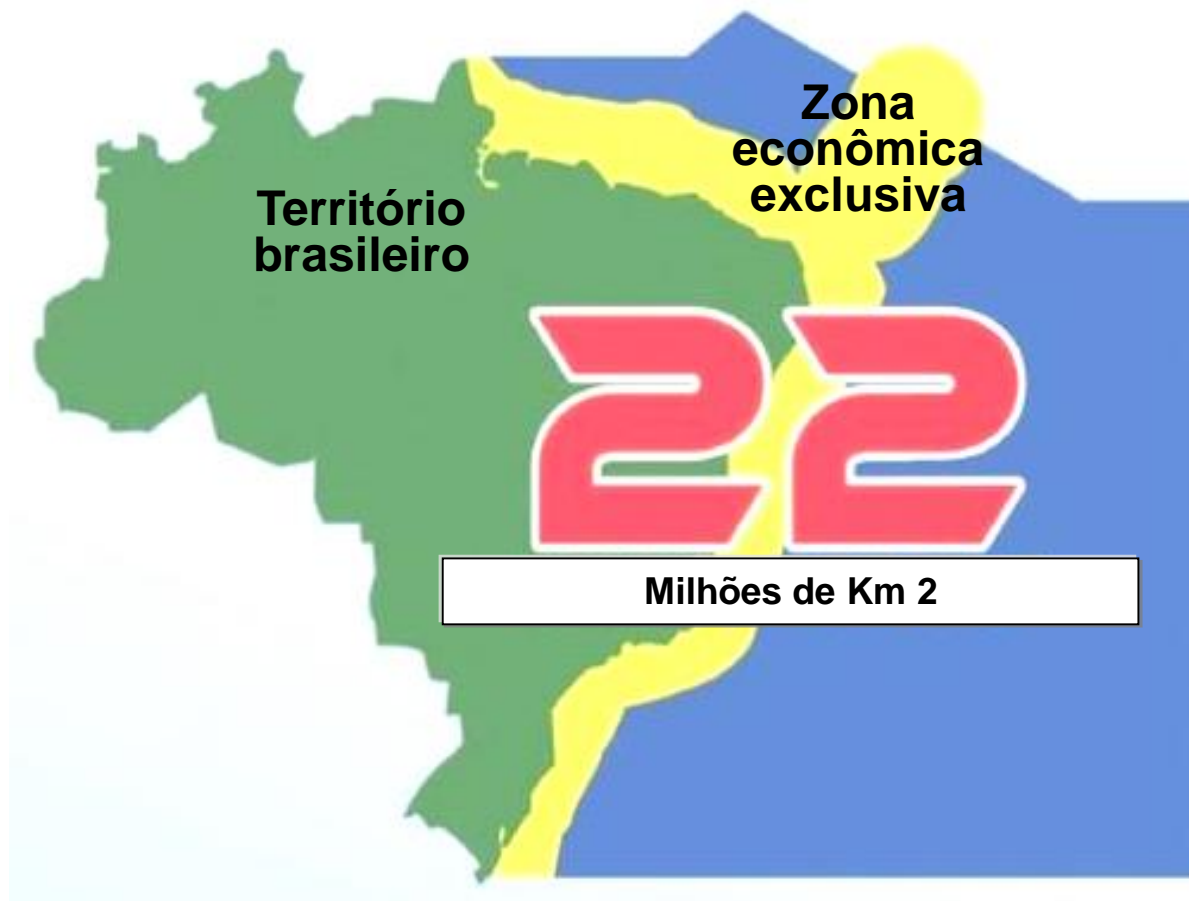 Zona
econômica
exclusiva
Território
brasileiro
22
Milhões de Km 2